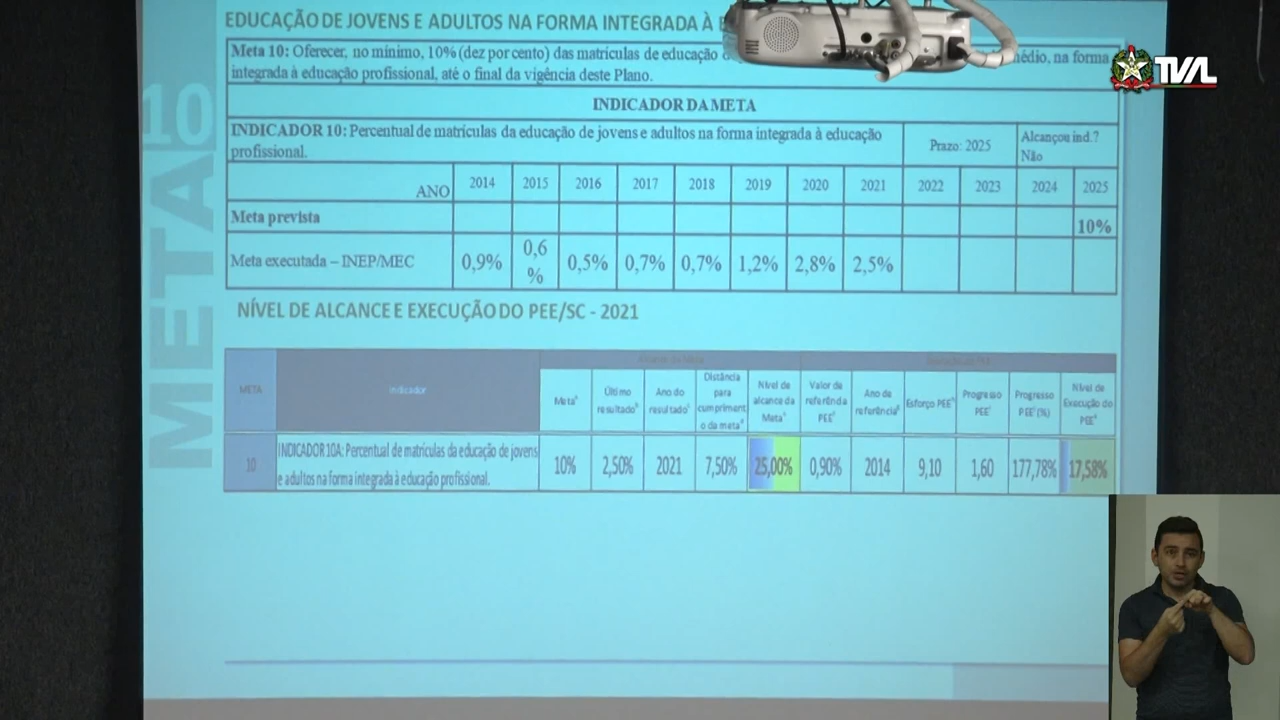 EDUCAÇÃO DE JOVENS E ADULTOS NA FORMA INTEGRADA À
Meta 10: Oferecer, no mínimo, 10% (dez por cento) das matrículas de educação
médio, na forma
integrada à educação profissional, até o final da vigência deste Plano.
TVAL
META 10
INDICADOR DA META
INDICADOR 10: Percentual de matrículas da educação de jovens e adultos na forma integrada à educação
profissional.
Prazo: 2025
Alcançou ind.?
Não
ANO 2014 2015 2016 2017 2018 2019 2020 2021 2022 2023 2024 2025
Meta prevista 10%
Meta executada – INEP/MEC 0,9% 0,6 % 0,5% 0,7% 0,7% 1,2% 2,8% 2,5%
NÍVEL DE ALCANCE E EXECUÇÃO DO PEE/SC - 2021
META
Indicador
Meta
Último
resultado
Ano do
resultado
Distância
para
cumpriment
o da meta
Nível de
alcance da
Meta
Valor de
referência
PEE
Ano de
referência
Esforço PEE
Progresso
PEE
Progresso
PEE (%)
Nível de
Execução do
PEE
10
INDICADOR 10A: Percentual de matrículas da educação de jovens
e adultos na forma integrada à educação profissional.
10% 2,50% 2021 7,50% 25,00% 0,90% 2014 9,10 1,60 177,78% 17,58%